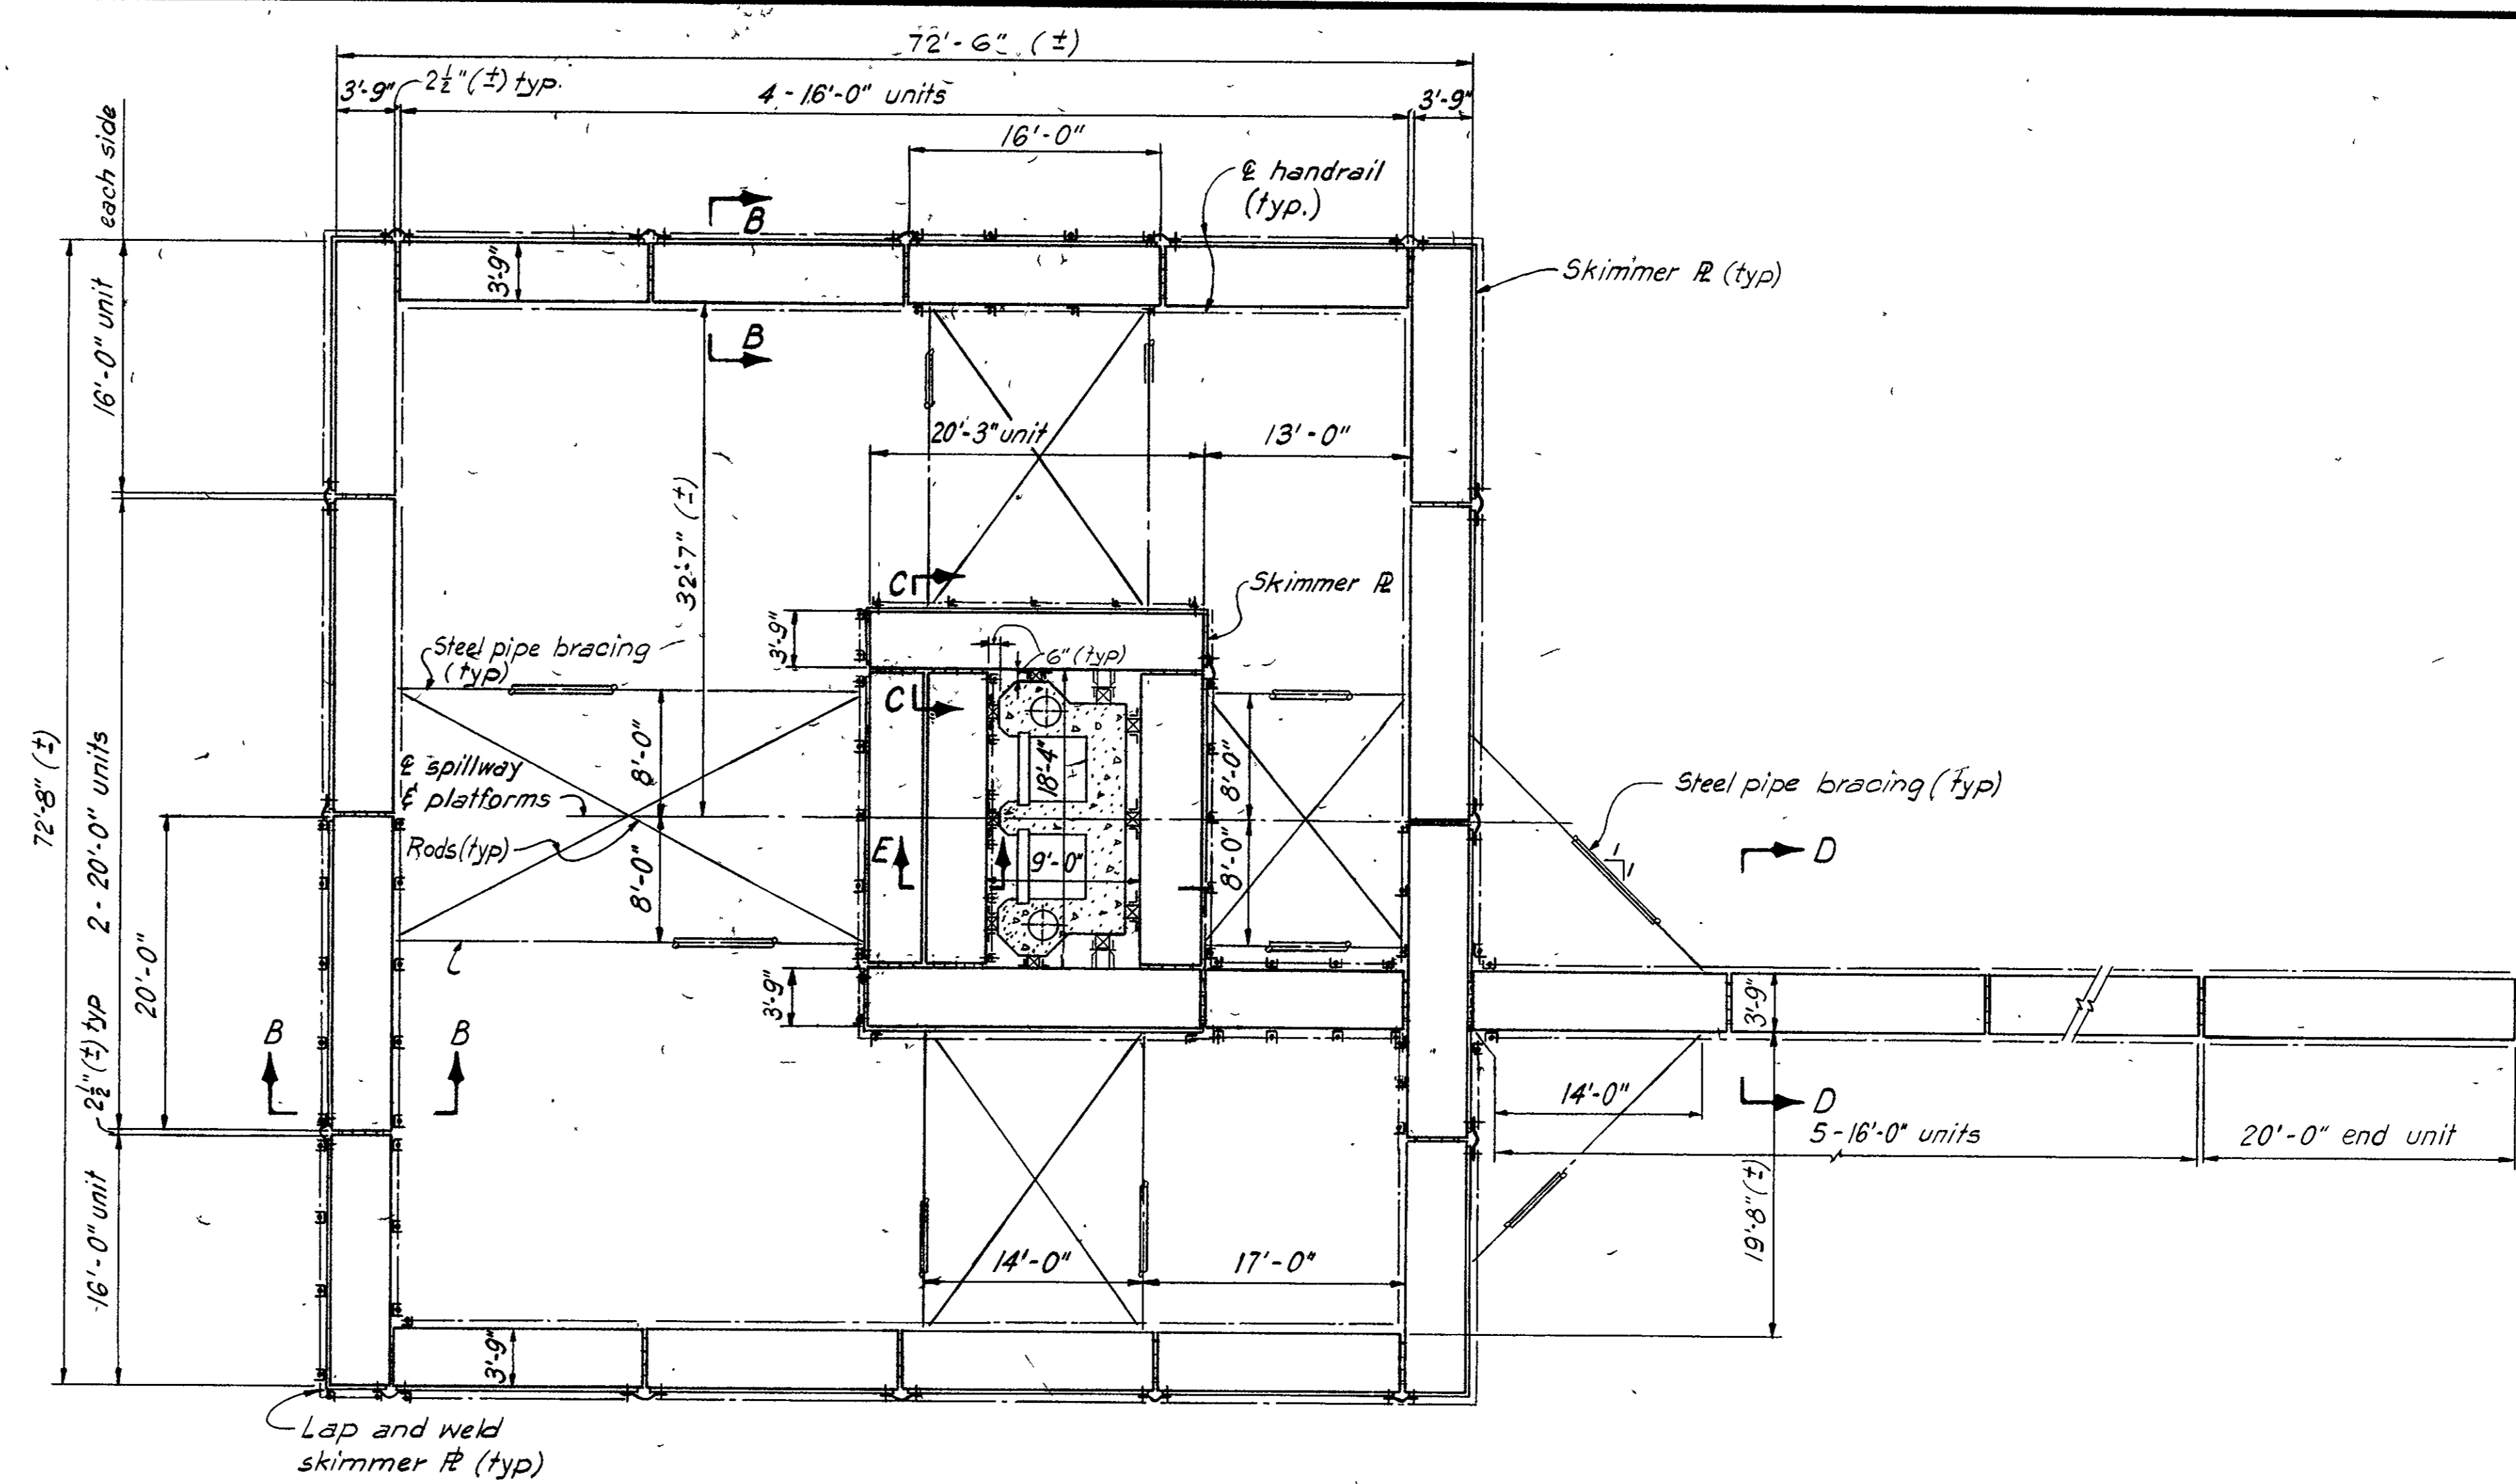 72'-6" (±)
3'-9"
2½" (±) typ.
4 - 16'-0" units
3'-9"
16'-0"
℄ handrail
(typ.)
each side
B
3'-9"
Skimmer ℞ (typ)
16'-0" unit
B
20'-3" unit
13'-0"
32'-7" (±)
C
Skimmer ℞
3'-9"
Steel pipe bracing
(typ)
6" (typ)
C
8'-0"
18'-4"
8'-0"
℄ spillway
℄ platforms
Steel pipe bracing (typ)
72'-8" (±)
2 - 20'-0" units
Rods (typ)
E
9'-0"
8'-0"
8'-0"
1
1
D
20'-0"
3'-9"
3'-9"
B
B
2½" (±) typ
14'-0"
D
5 - 16'-0" units
20'-0" end unit
16'-0" unit
19'-8" (±)
14'-0"
17'-0"
3'-9"
Lap and weld
skimmer ℞ (typ)